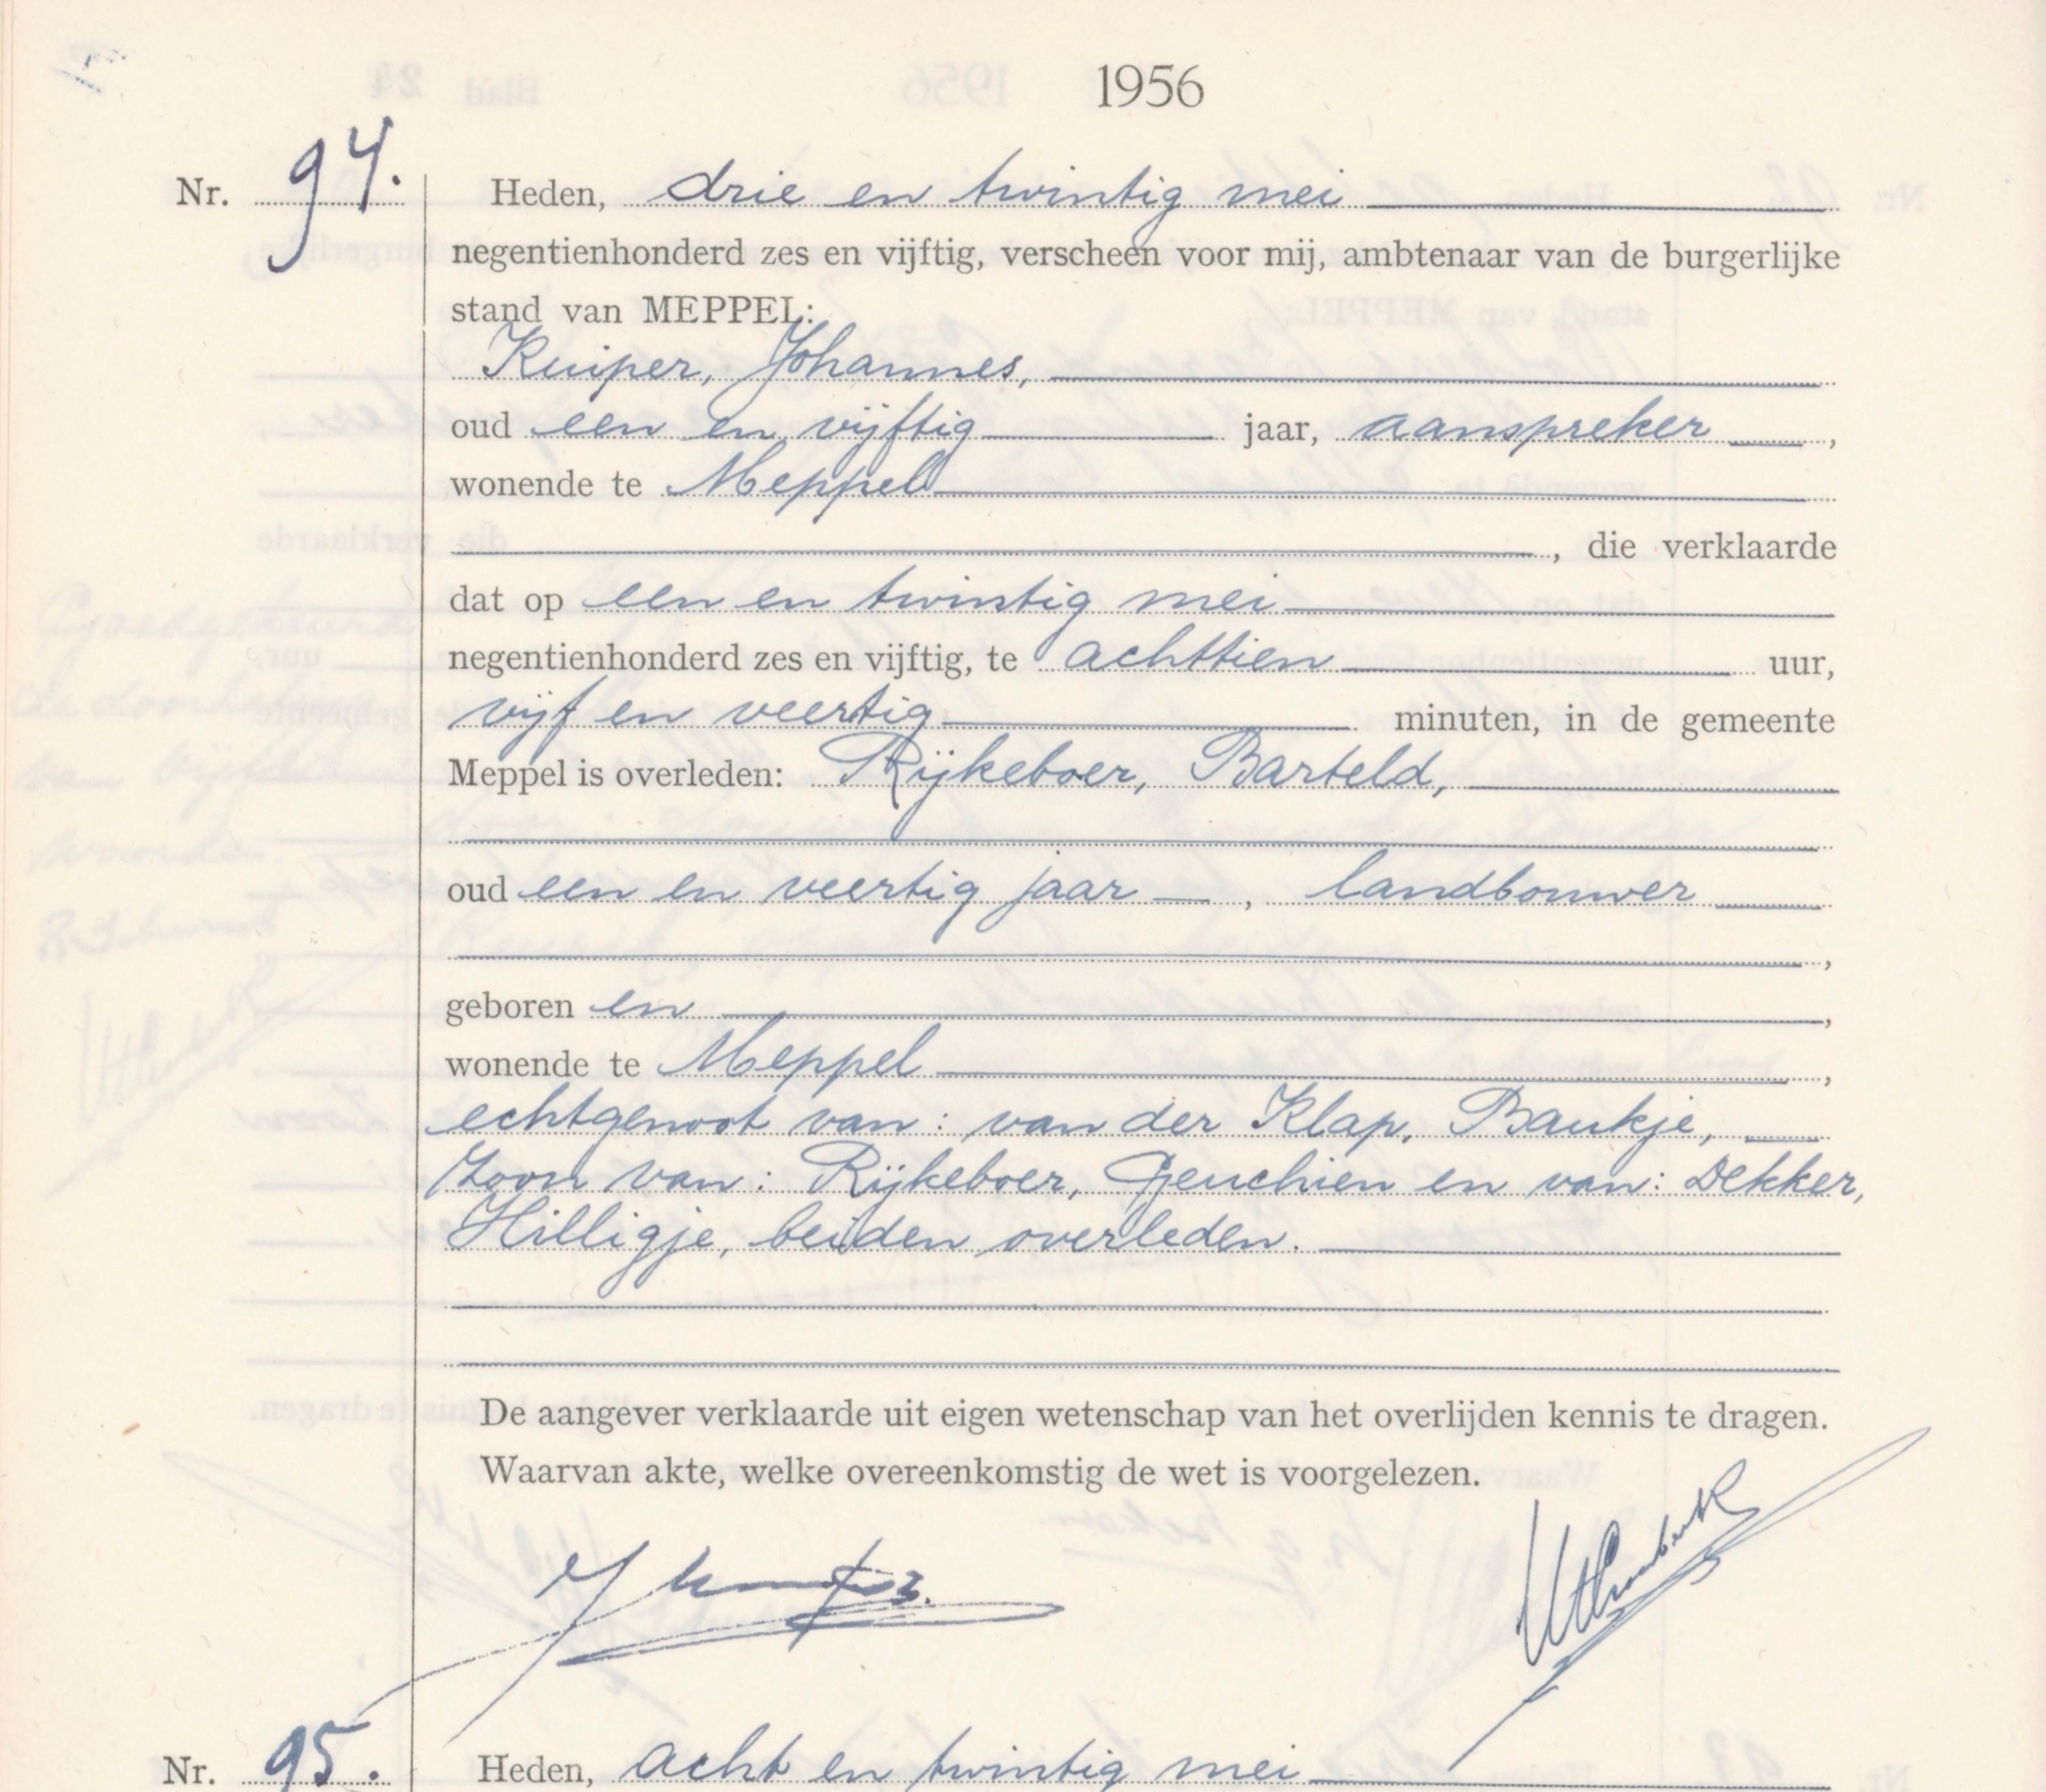 1956
Nr. 94. Heden, drie en twintig mei
negentienhonderd zes en vijftig, verscheen voor mij, ambtenaar van de burgerlijke
stand van MEPPEL:
Kuiper, Johannes,
oud een en vijftig jaar, aanspreker,
wonende te Meppel
, die verklaarde
dat op een en twintig mei
negentienhonderd zes en vijftig, te achttien uur,
vijf en veertig minuten, in de gemeente
Meppel is overleden: Rijkeboer, Barteld,
oud een en veertig jaar, landbouwer
,
geboren en,
wonende te Meppel,
echtgenoot van: van der Klap, Baukje,
zoon van: Rijkeboer, Geuchien en van: Dekker,
Hilligje, beiden overleden.
De aangever verklaarde uit eigen wetenschap van het overlijden kennis te dragen.
Waarvan akte, welke overeenkomstig de wet is voorgelezen.
Nr. 95. Heden, acht en twintig mei